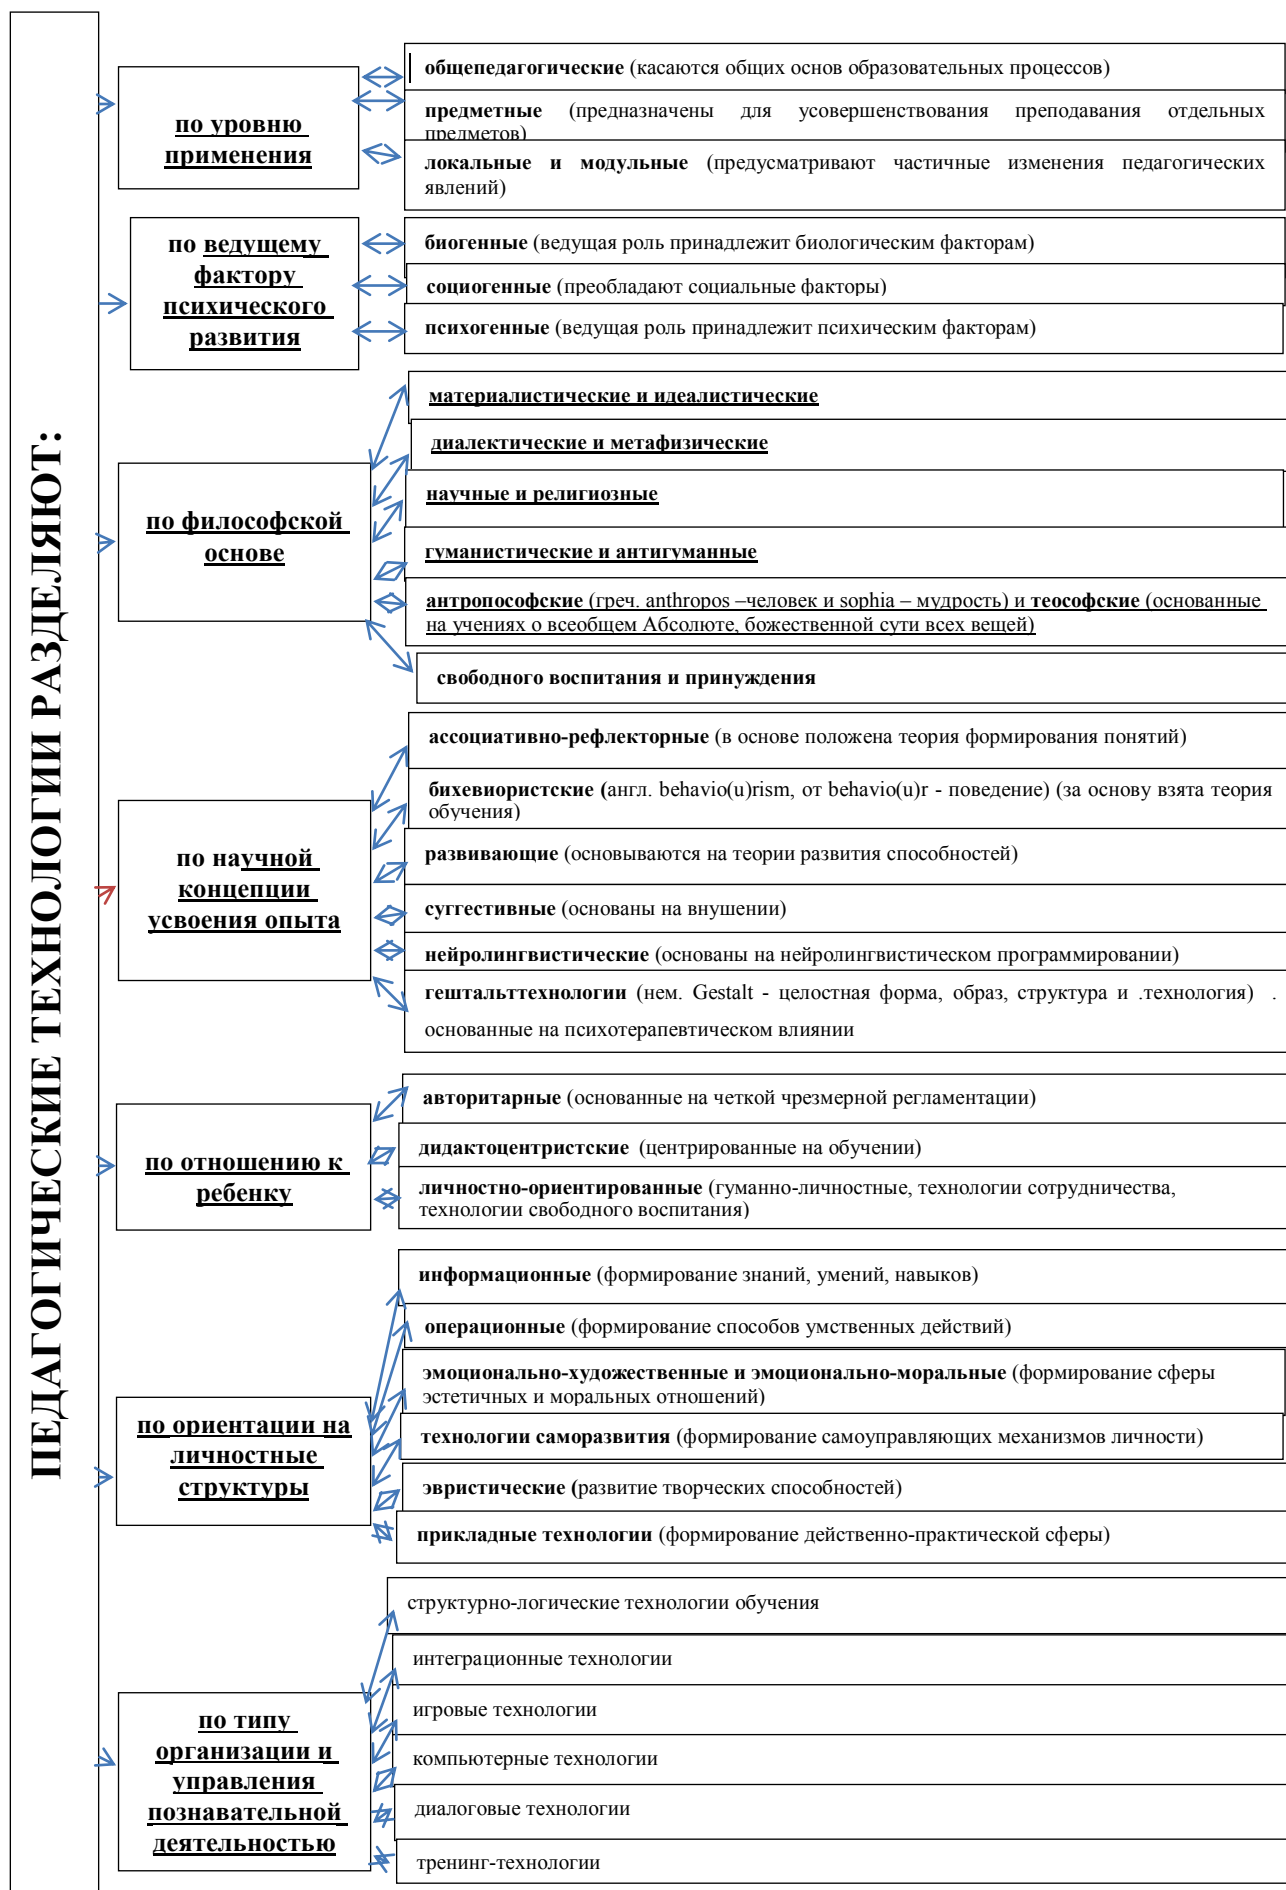 ПЕДАГОГИЧЕСКИЕ ТЕХНОЛОГИИ РАЗДЕЛЯЮТ:
по уровню
применения
общепедагогические (касаются общих основ образовательных процессов)
предметные (предназначены для усовершенствования преподавания отдельных
предметов)
локальные и модульные (предусматривают частичные изменения педагогических
явлений)
по ведущему
фактору
психического
развития
биогенные (ведущая роль принадлежит биологическим факторам)
социогенные (преобладают социальные факторы)
психогенные (ведущая роль принадлежит психическим факторам)
по философской
основе
материалистические и идеалистические
диалектические и метафизические
научные и религиозные
гуманистические и антигуманные
антропософские (греч. anthropos –человек и sophia – мудрость) и теософские (основанные
на учениях о всеобщем Абсолюте, божественной сути всех вещей)
свободного воспитания и принуждения
по научной
концепции
усвоения опыта
ассоциативно-рефлекторные (в основе положена теория формирования понятий)
бихевиористские (англ. behavio(u)rism, от behavio(u)r - поведение) (за основу взята теория
обучения)
развивающие (основываются на теории развития способностей)
суггестивные (основаны на внушении)
нейролингвистические (основаны на нейролингвистическом программировании)
гештальттехнологии (нем. Gestalt - целостная форма, образ, структура и .технология) .
основанные на психотерапевтическом влиянии
по отношению к
ребенку
авторитарные (основанные на четкой чрезмерной регламентации)
дидактоцентристские (центрированные на обучении)
личностно-ориентированные (гуманно-личностные, технологии сотрудничества,
технологии свободного воспитания)
по ориентации на
личностные
структуры
информационные (формирование знаний, умений, навыков)
операционные (формирование способов умственных действий)
эмоционально-художественные и эмоционально-моральные (формирование сферы
эстетичных и моральных отношений)
технологии саморазвития (формирование самоуправляющих механизмов личности)
эвристические (развитие творческих способностей)
прикладные технологии (формирование действенно-практической сферы)
по типу
организации и
управления
познавательной
деятельностью
структурно-логические технологии обучения
интеграционные технологии
игровые технологии
компьютерные технологии
диалоговые технологии
тренинг-технологии